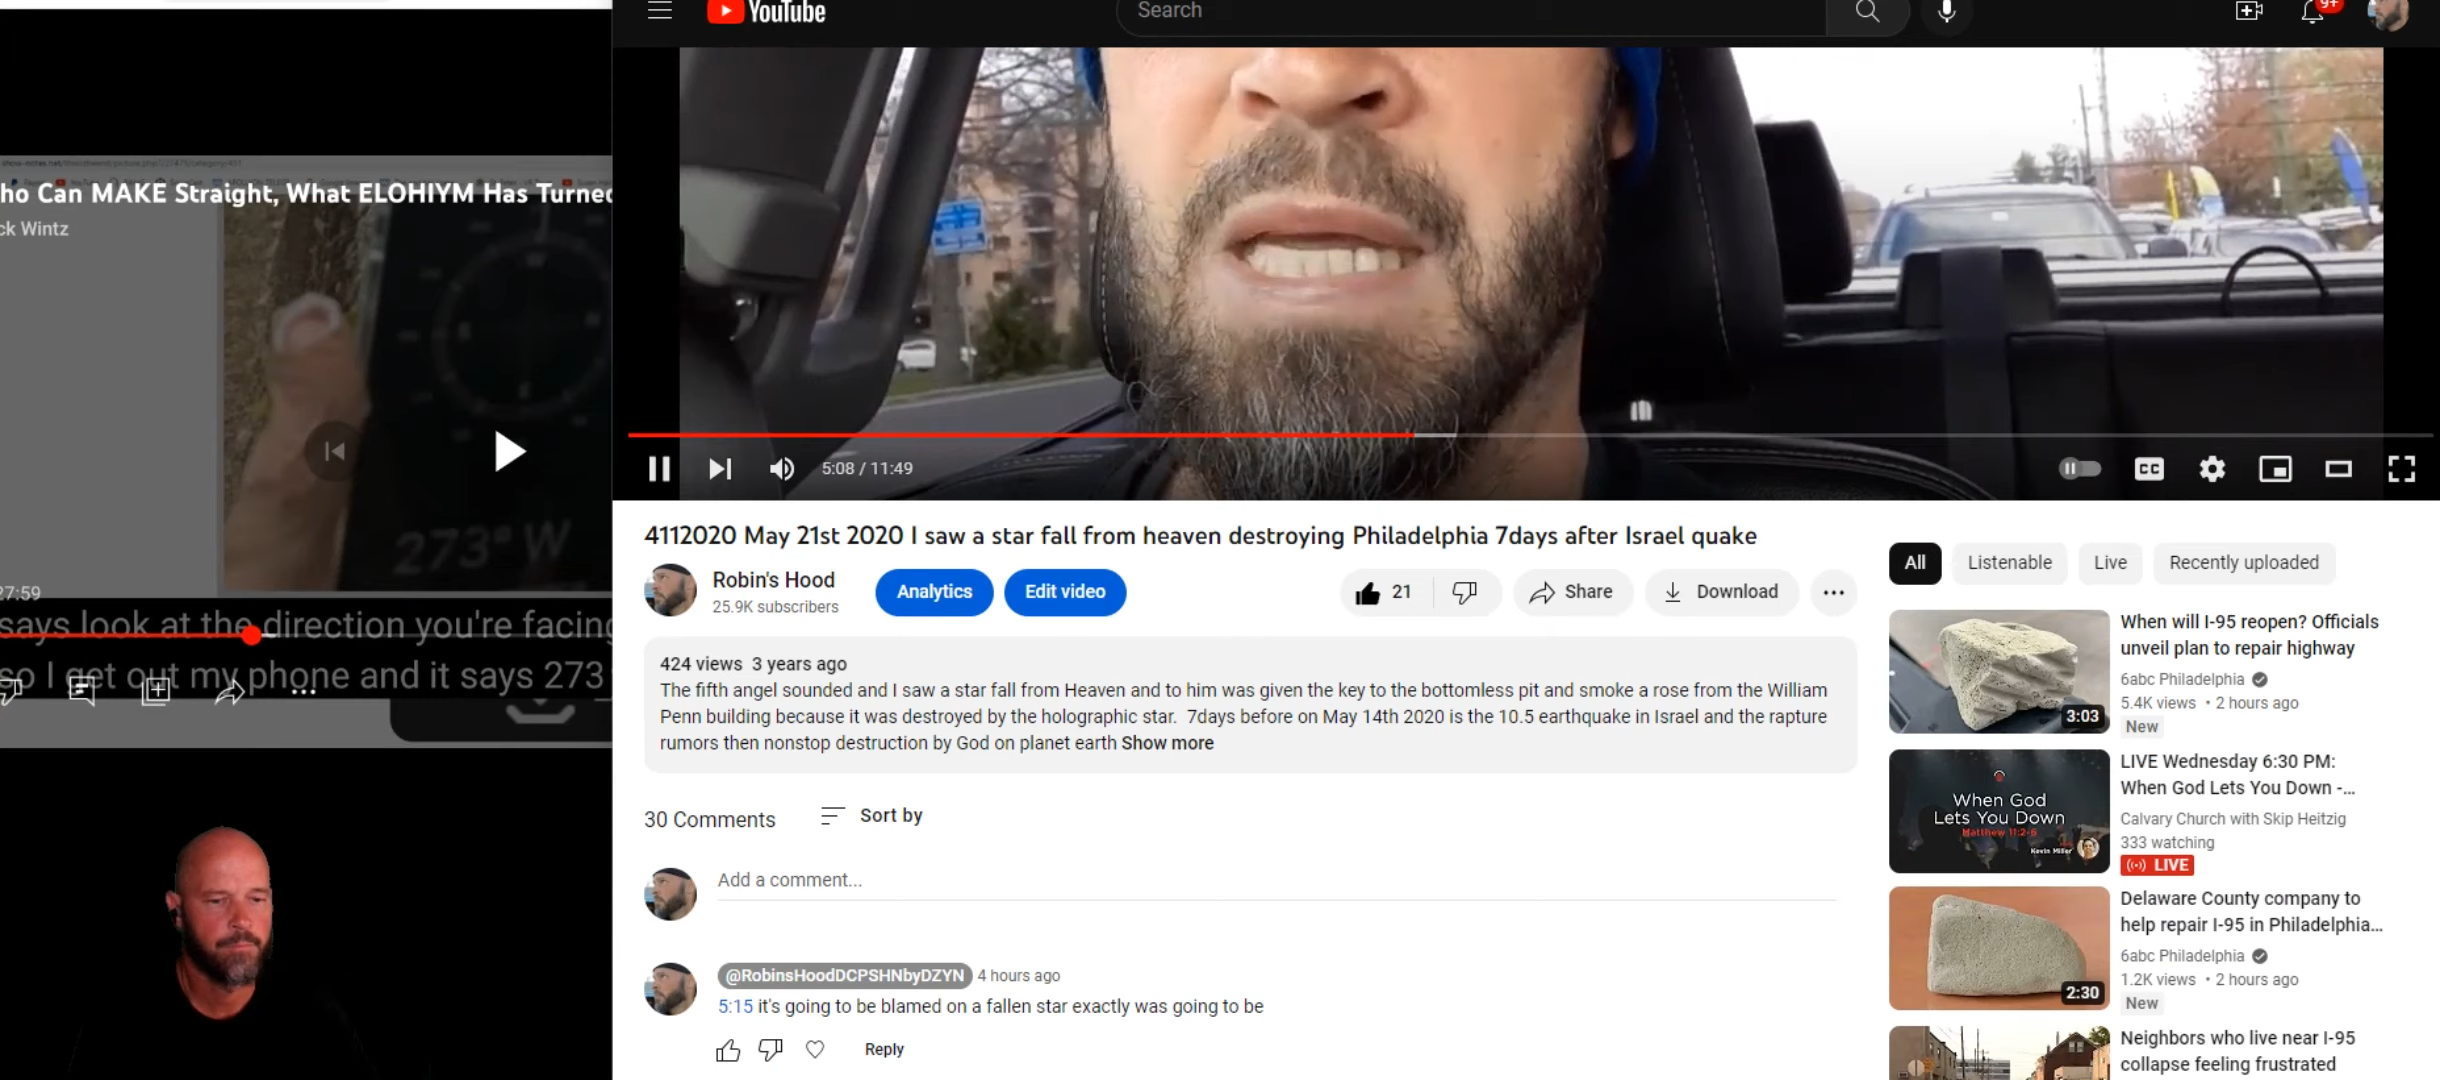 YouTube
Search
9+
ho Can MAKE Straight, What ELOHIYM Has Turned
ck Wintz
273° W
27:59
says look at the direction you're facing
so I get out my phone and it says 273
5:08 / 11:49
CC
4112020 May 21st 2020 I saw a star fall from heaven destroying Philadelphia 7days after Israel quake
Robin's Hood
25.9K subscribers
Analytics
Edit video
21
Share
Download
424 views 3 years ago
The fifth angel sounded and I saw a star fall from Heaven and to him was given the key to the bottomless pit and smoke a rose from the William
Penn building because it was destroyed by the holographic star. 7days before on May 14th 2020 is the 10.5 earthquake in Israel and the rapture
rumors then nonstop destruction by God on planet earth Show more
30 Comments
Sort by
Add a comment...
@RobinsHoodDCPSHNbyDZYN 4 hours ago
5:15 it's going to be blamed on a fallen star exactly was going to be
Reply
All
Listenable
Live
Recently uploaded
3:03
When will I-95 reopen? Officials
unveil plan to repair highway
6abc Philadelphia
5.4K views • 2 hours ago
New
When God
Lets You Down
Matthew 11:2-6
Kevin Miller
LIVE Wednesday 6:30 PM:
When God Lets You Down -...
Calvary Church with Skip Heitzig
333 watching
LIVE
2:30
Delaware County company to
help repair I-95 in Philadelphia...
6abc Philadelphia
1.2K views • 2 hours ago
New
Neighbors who live near I-95
collapse feeling frustrated